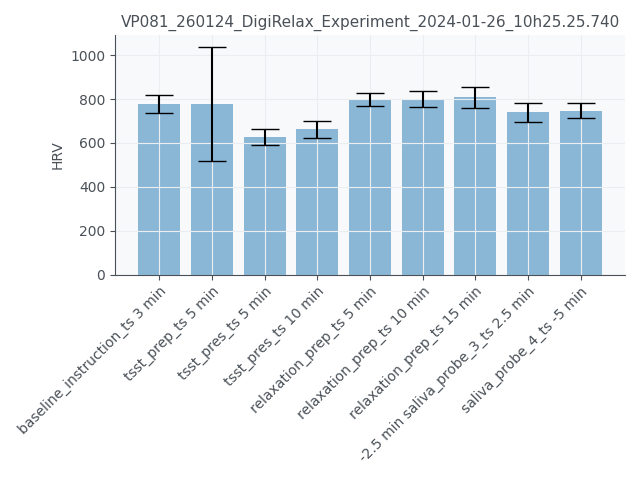 VP081_260124_DigiRelax_Experiment_2024-01-26_10h25.25.740
HRV
1000
800
600
400
200
0
baseline_instruction_ts 3 min
tsst_prep_ts 5 min
tsst_pres_ts 5 min
tsst_pres_ts 10 min
relaxation_prep_ts 5 min
relaxation_prep_ts 10 min
relaxation_prep_ts 15 min
-2.5 min saliva_probe_3_ts 2.5 min
saliva_probe_4_ts -5 min